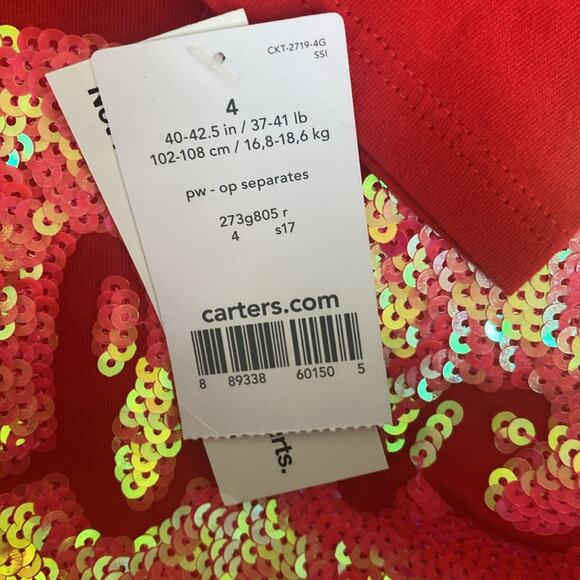 CKT-2719-4G
SSI
4
40-42.5 in / 37-41 lb
102-108 cm / 16,8-18,6 kg
pw - op separates
273g805 r
4 s17
carters.com
8 89338 60150 5